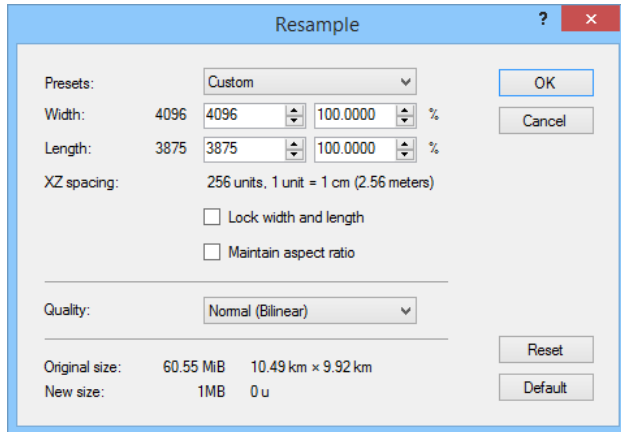 Resample
?
Presets: Custom OK
Width: 4096 4096 100.0000 % Cancel
Length: 3875 3875 100.0000 %
XZ spacing: 256 units, 1 unit = 1 cm (2.56 meters)
Lock width and length
Maintain aspect ratio
Quality: Normal (Bilinear)
Reset
Original size: 60.55 MiB 10.49 km × 9.92 km
New size: 1MB 0 u Default